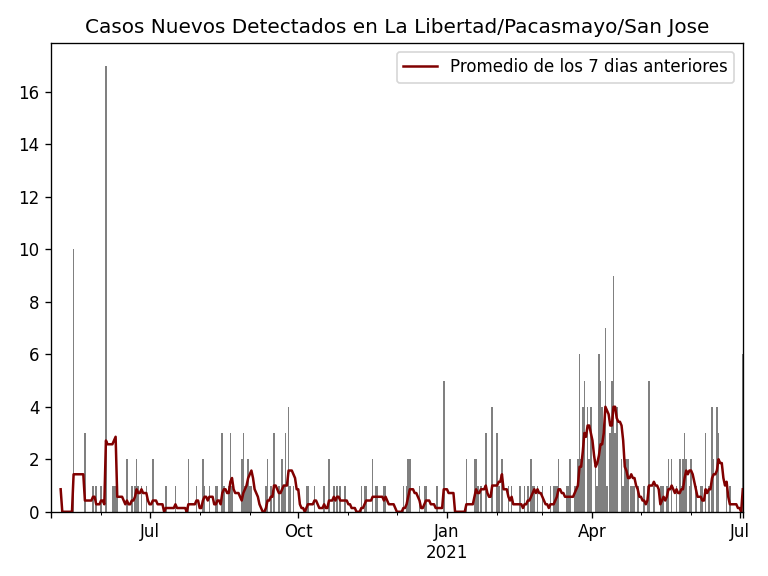 Casos Nuevos Detectados en La Libertad/Pacasmayo/San Jose
Promedio de los 7 dias anteriores
16
14
12
10
8
6
4
2
0
Jul
Oct
Jan
2021
Apr
Jul